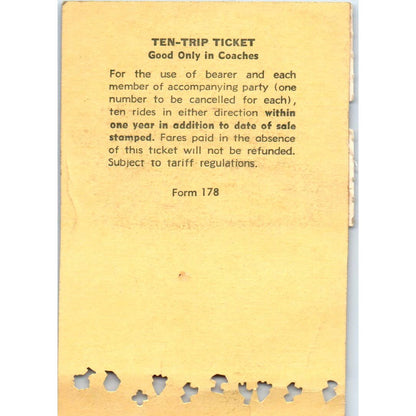 TEN-TRIP TICKET
Good Only in Coaches
For the use of bearer and each
member of accompanying party (one
number to be cancelled for each),
ten rides in either direction within
one year in addition to date of sale
stamped. Fares paid in the absence
of this ticket will not be refunded.
Subject to tariff regulations.
Form 178